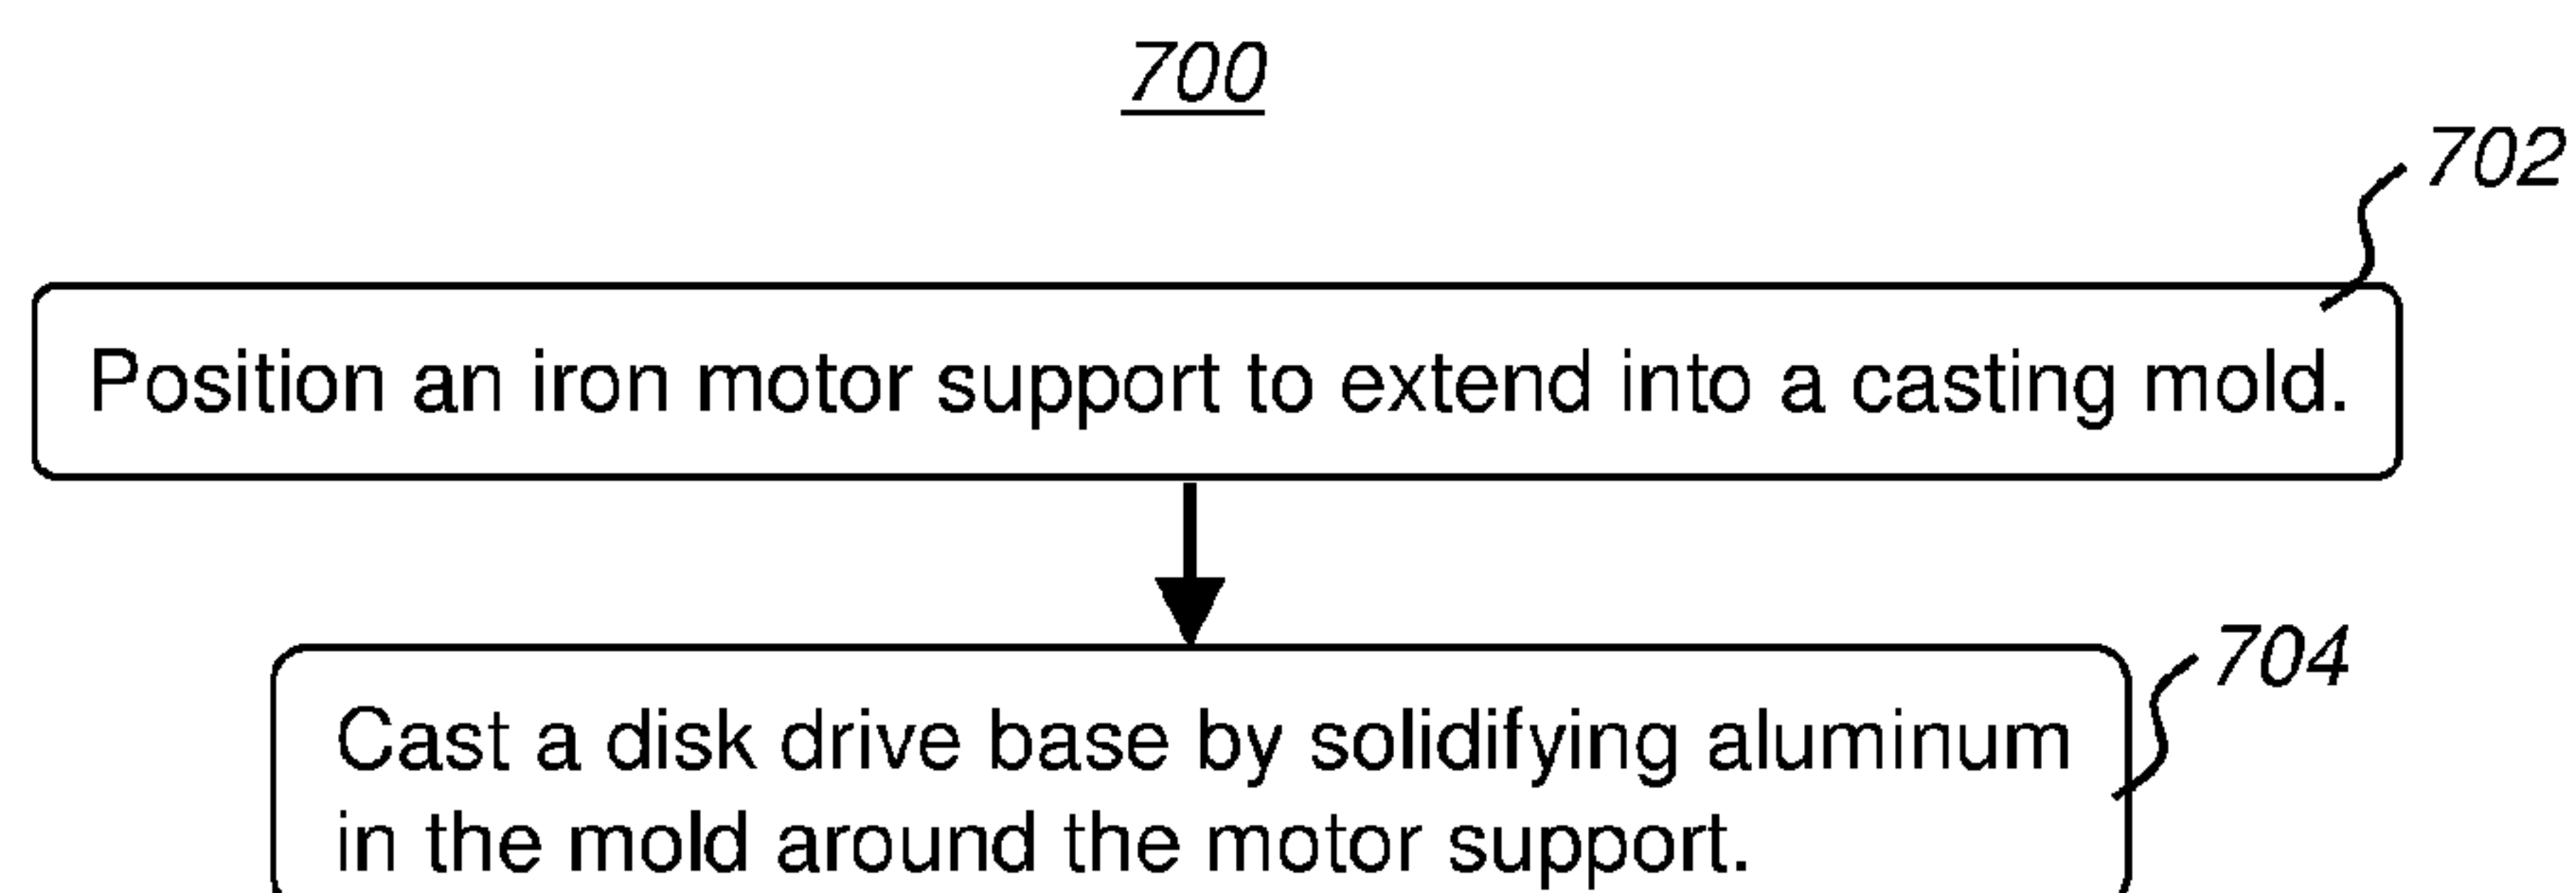 700
702
Position an iron motor support to extend into a casting mold.
704
Cast a disk drive base by solidifying aluminum
in the mold around the motor support.